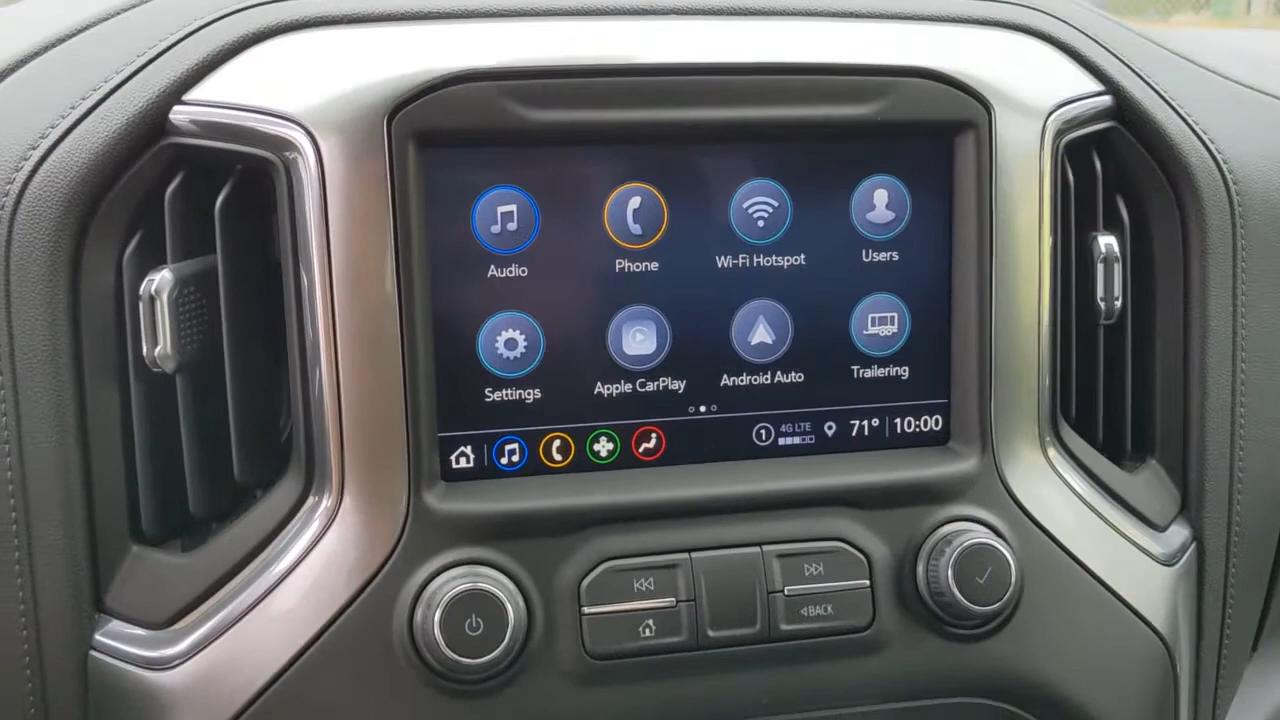 Audio
Phone
Wi-Fi Hotspot
Users
Settings
Apple CarPlay
Android Auto
Trailering
1
4G LTE
71°
10:00
BACK